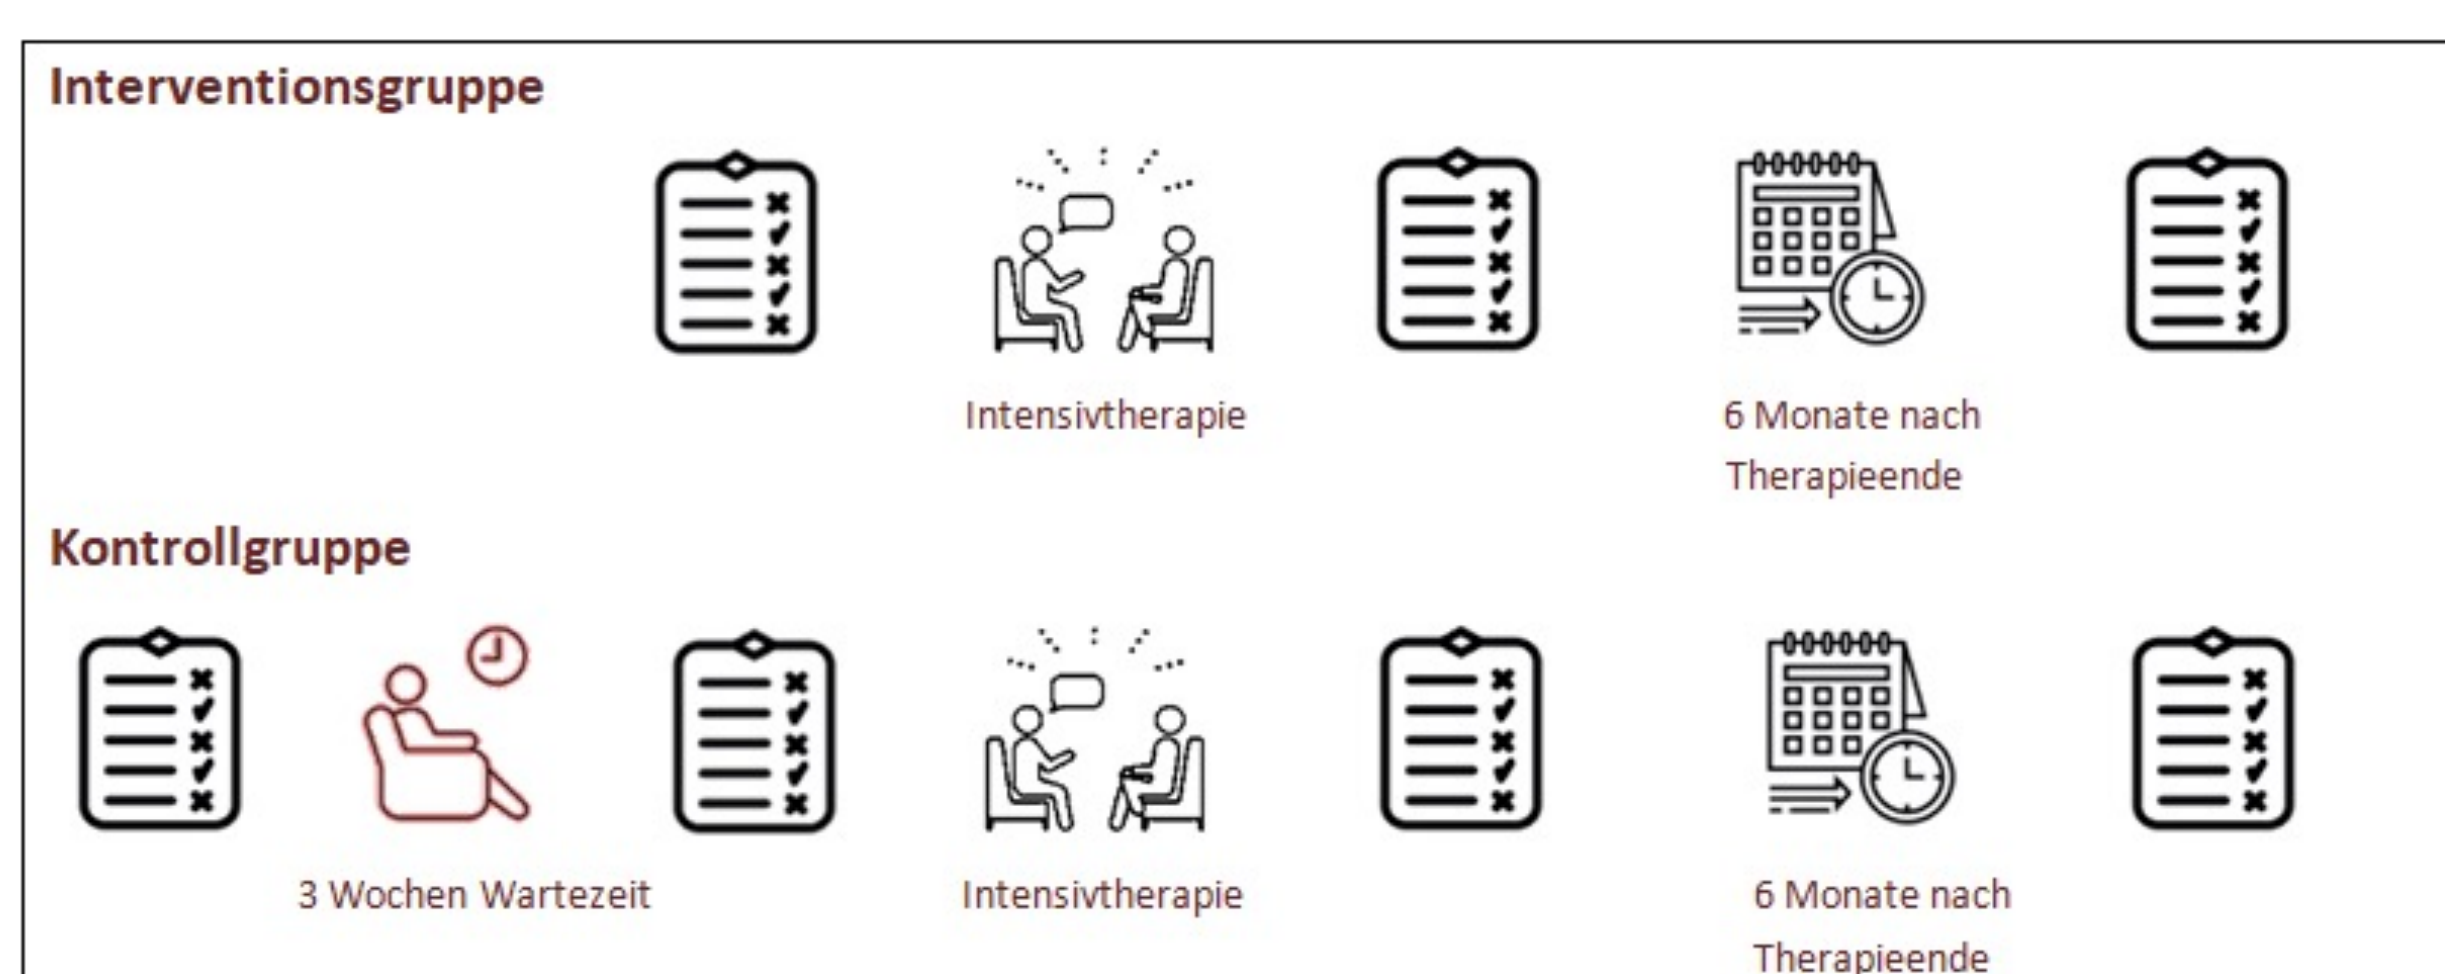 Interventionsgruppe
Intensivtherapie
6 Monate nach
Therapieende
Kontrollgruppe
3 Wochen Wartezeit
Intensivtherapie
6 Monate nach
Therapieende